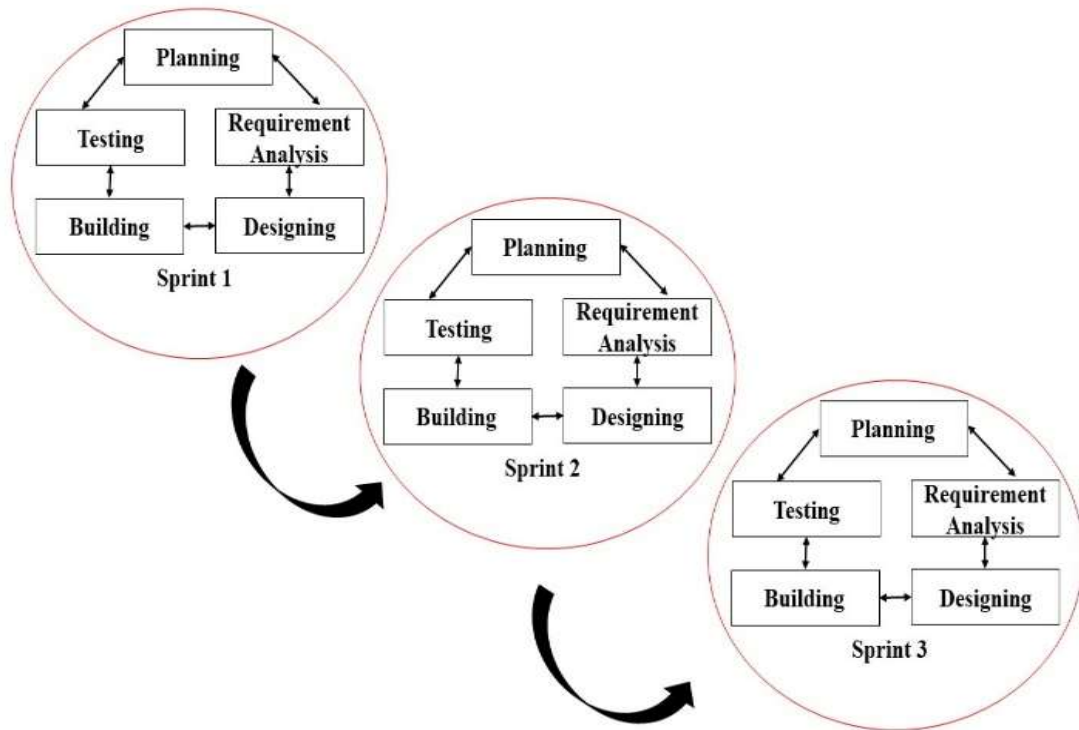 Planning
Testing
Requirement
Analysis
Building
Designing
Sprint 1
Planning
Testing
Requirement
Analysis
Building
Designing
Sprint 2
Planning
Testing
Requirement
Analysis
Building
Designing
Sprint 3